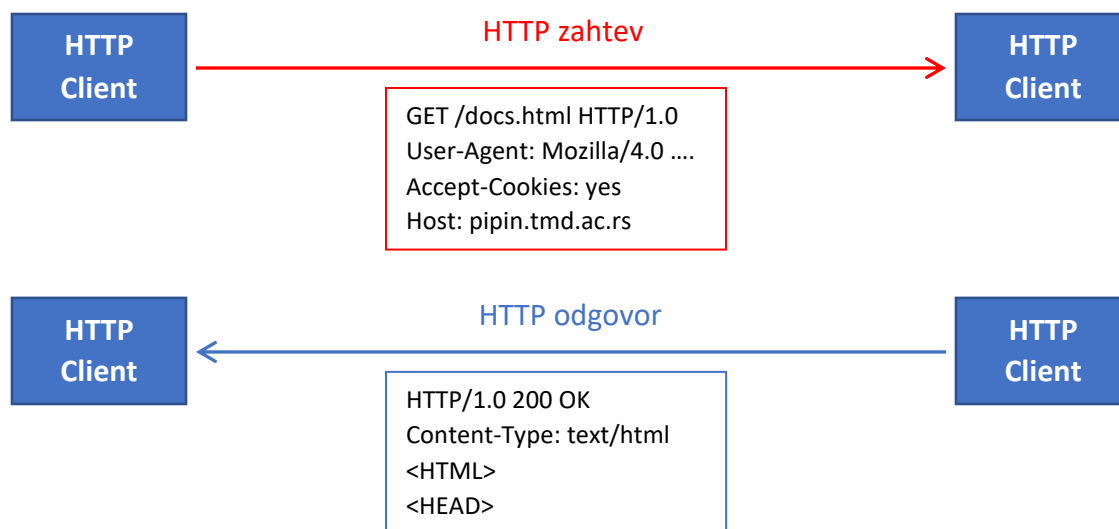 HTTP
Client
HTTP zahtev
HTTP
Client
GET /docs.html HTTP/1.0
User-Agent: Mozilla/4.0 ....
Accept-Cookies: yes
Host: pipin.tmd.ac.rs
HTTP
Client
HTTP odgovor
HTTP
Client
HTTP/1.0 200 OK
Content-Type: text/html
<HTML>
<HEAD>